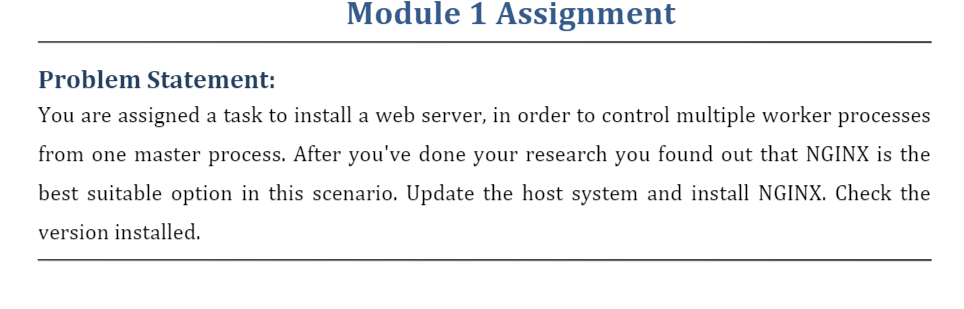 Module 1 Assignment
Problem Statement:
You are assigned a task to install a web server, in order to control multiple worker processes
from one master process. After you've done your research you found out that NGINX is the
best suitable option in this scenario. Update the host system and install NGINX. Check the
version installed.